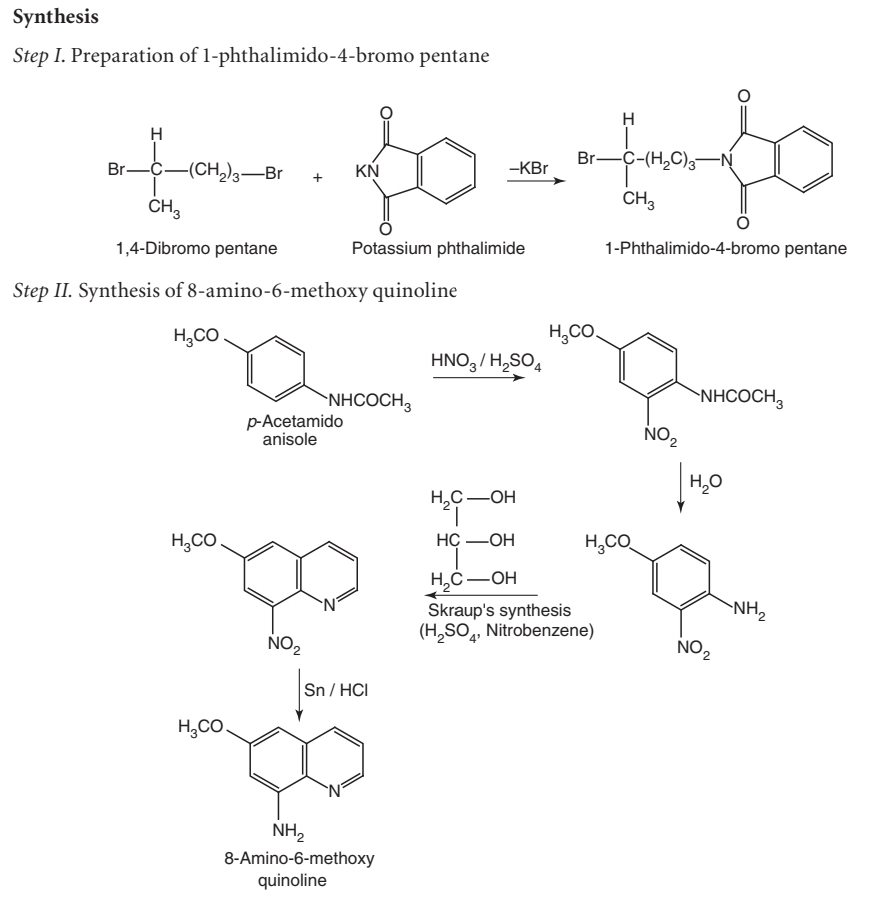 Synthesis
Step I. Preparation of 1-phthalimido-4-bromo pentane
H
Br—C—(CH₂)₃—Br
CH₃
1,4-Dibromo pentane
+
O
KN
O
Potassium phthalimide
–KBr
H
Br—C–(H₂C)₃–N
CH₃
O
O
1-Phthalimido-4-bromo pentane
Step II. Synthesis of 8-amino-6-methoxy quinoline
H₃CO
NHCOCH₃
p-Acetamido
anisole
HNO₃ / H₂SO₄
H₃CO
NHCOCH₃
NO₂
H₂O
H₃CO
NH₂
NO₂
H₂C—OH
HC—OH
H₂C—OH
Skraup's synthesis
(H₂SO₄, Nitrobenzene)
H₃CO
N
NO₂
Sn / HCl
H₃CO
N
NH₂
8-Amino-6-methoxy
quinoline